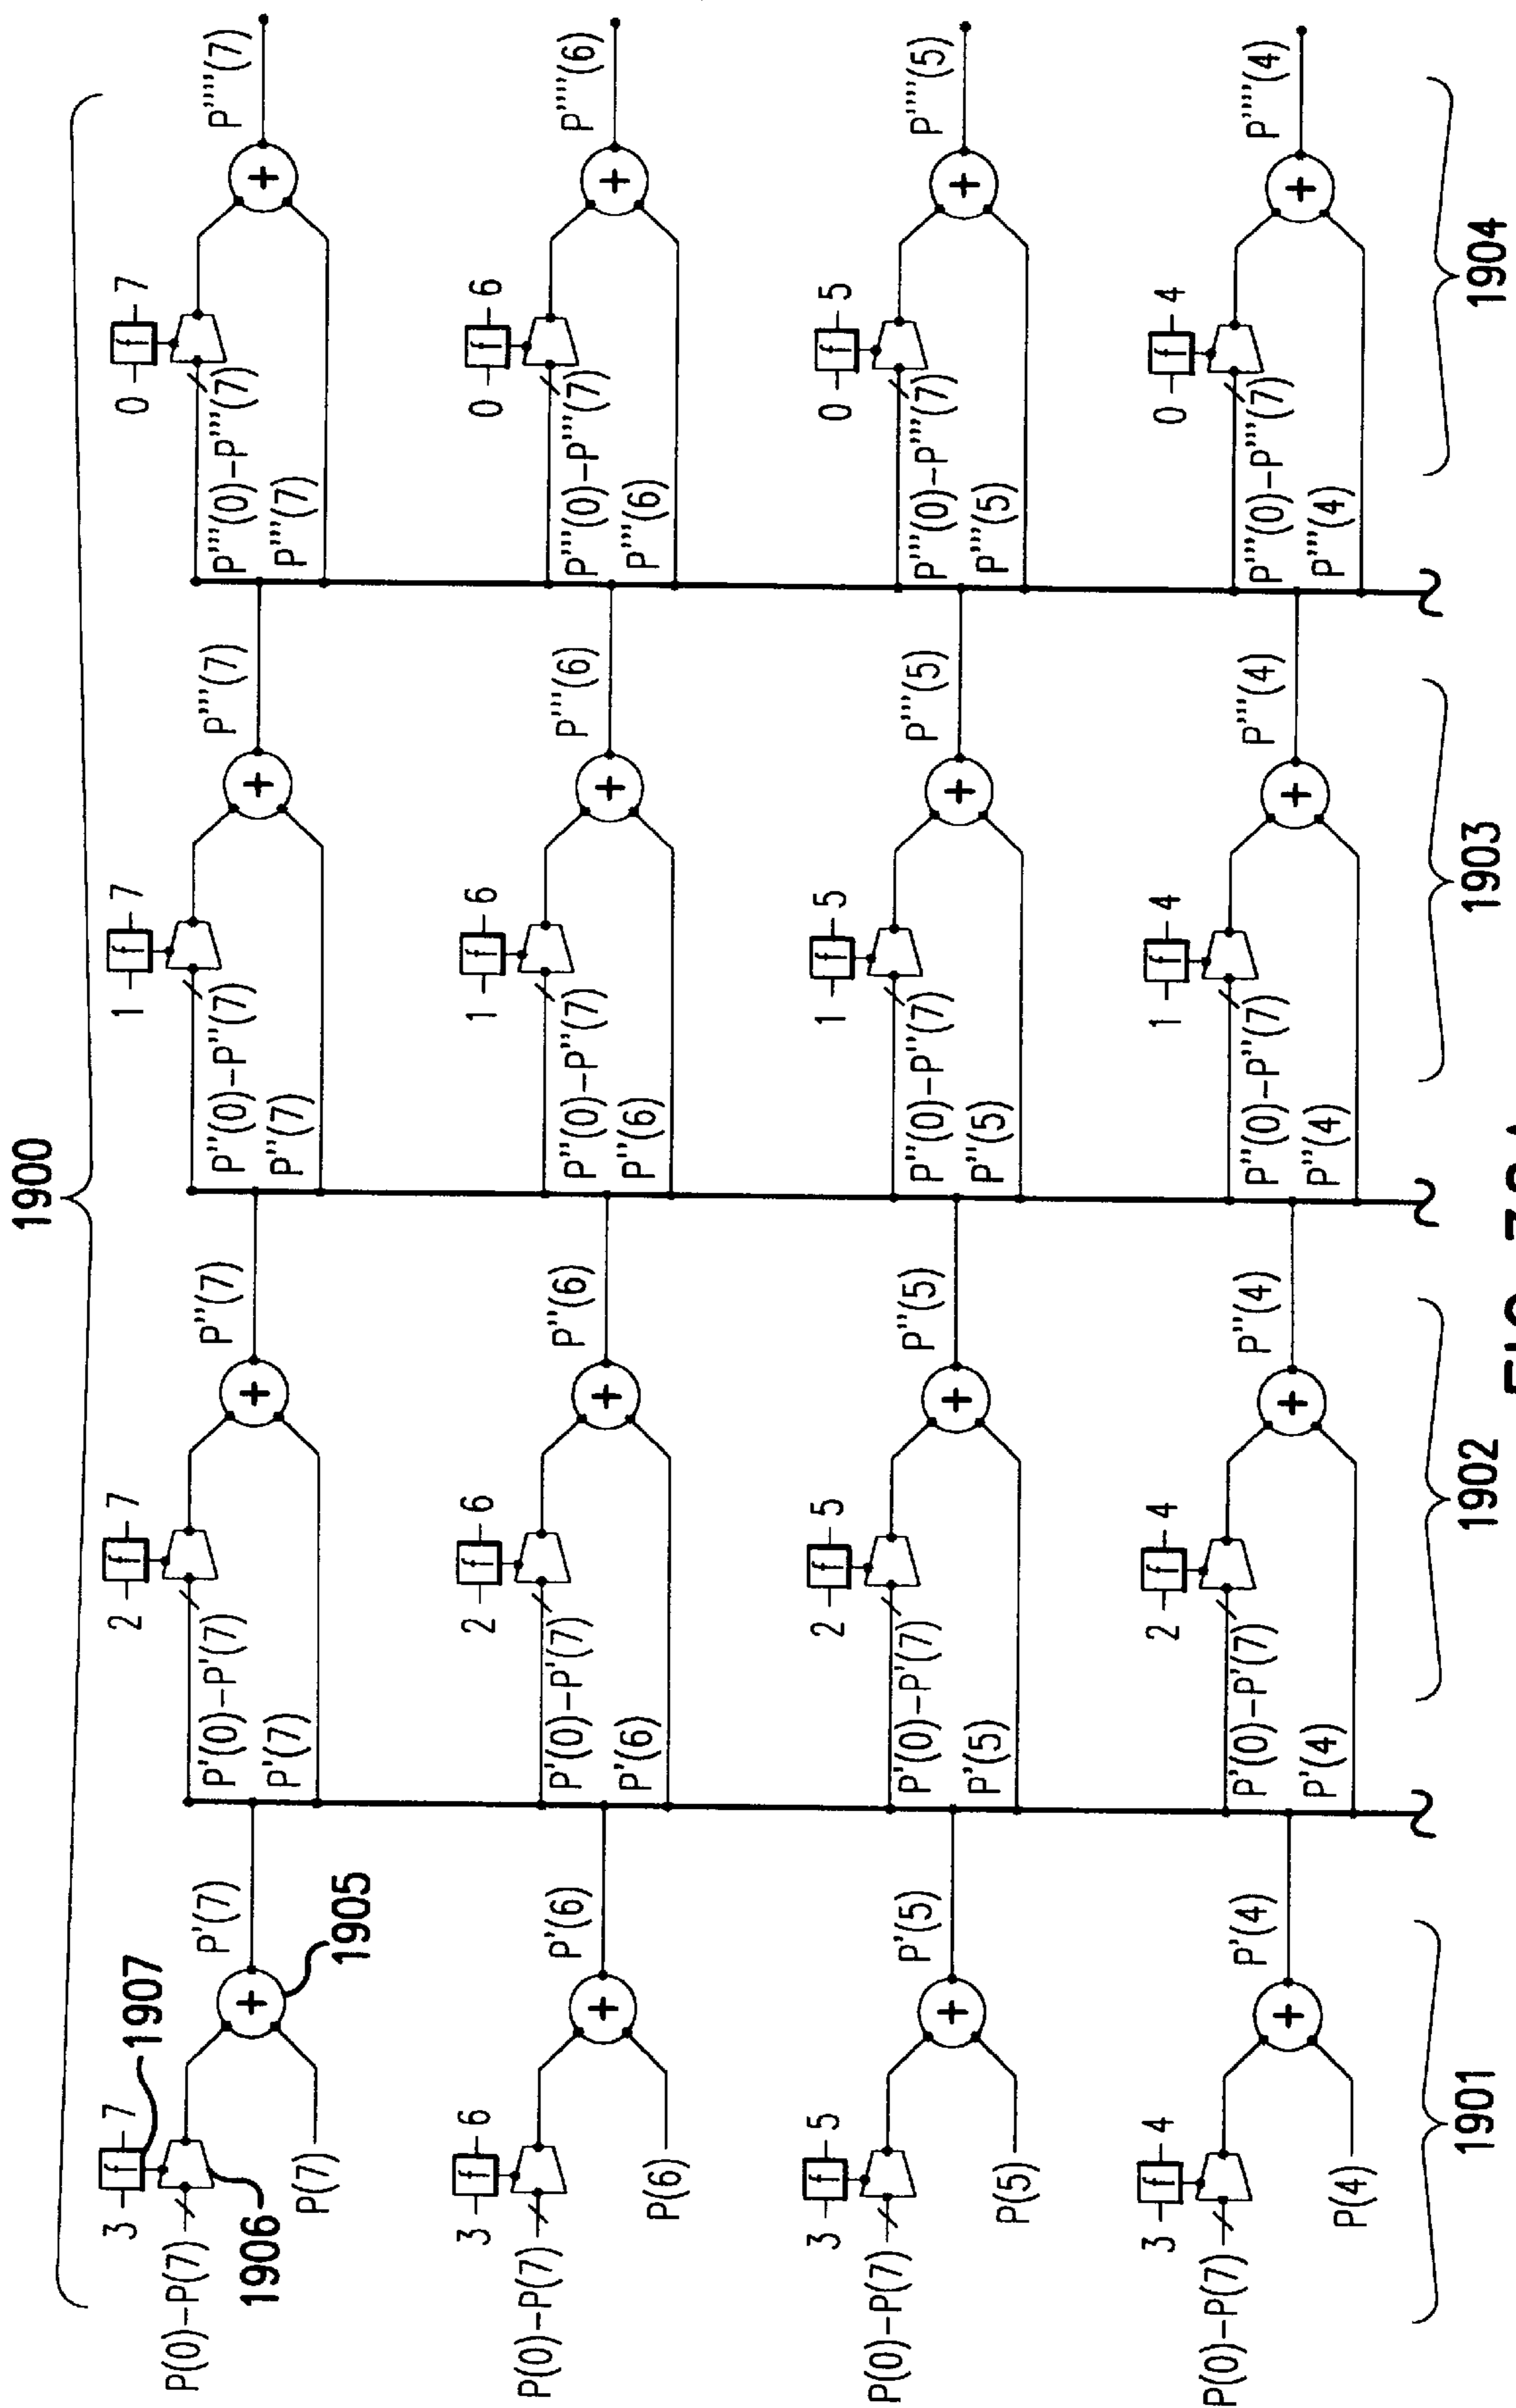 1900
3 f 7 1907
2 f 7
1 f 7
0 f 7
P(0)–P(7)
1906
P(7)
1905
P'(7)
P'(0)–P'(7)
P'(7)
P''(7)
P''(0)–P''(7)
P''(7)
P'''(7)
P'''(0)–P'''(7)
P'''(7)
P''''(7)
3 f 6
2 f 6
1 f 6
0 f 6
P(0)–P(7)
P(6)
P'(6)
P'(0)–P'(7)
P'(6)
P''(6)
P''(0)–P''(7)
P''(6)
P'''(6)
P'''(0)–P'''(7)
P'''(6)
P''''(6)
3 f 5
2 f 5
1 f 5
0 f 5
P(0)–P(7)
P(5)
P'(5)
P'(0)–P'(7)
P'(5)
P''(5)
P''(0)–P''(7)
P''(5)
P'''(5)
P'''(0)–P'''(7)
P'''(5)
P''''(5)
3 f 4
2 f 4
1 f 4
0 f 4
P(0)–P(7)
P(4)
P'(4)
P'(0)–P'(7)
P'(4)
P''(4)
P''(0)–P''(7)
P''(4)
P'''(4)
P'''(0)–P'''(7)
P'''(4)
P''''(4)
1901
1902
1903
1904